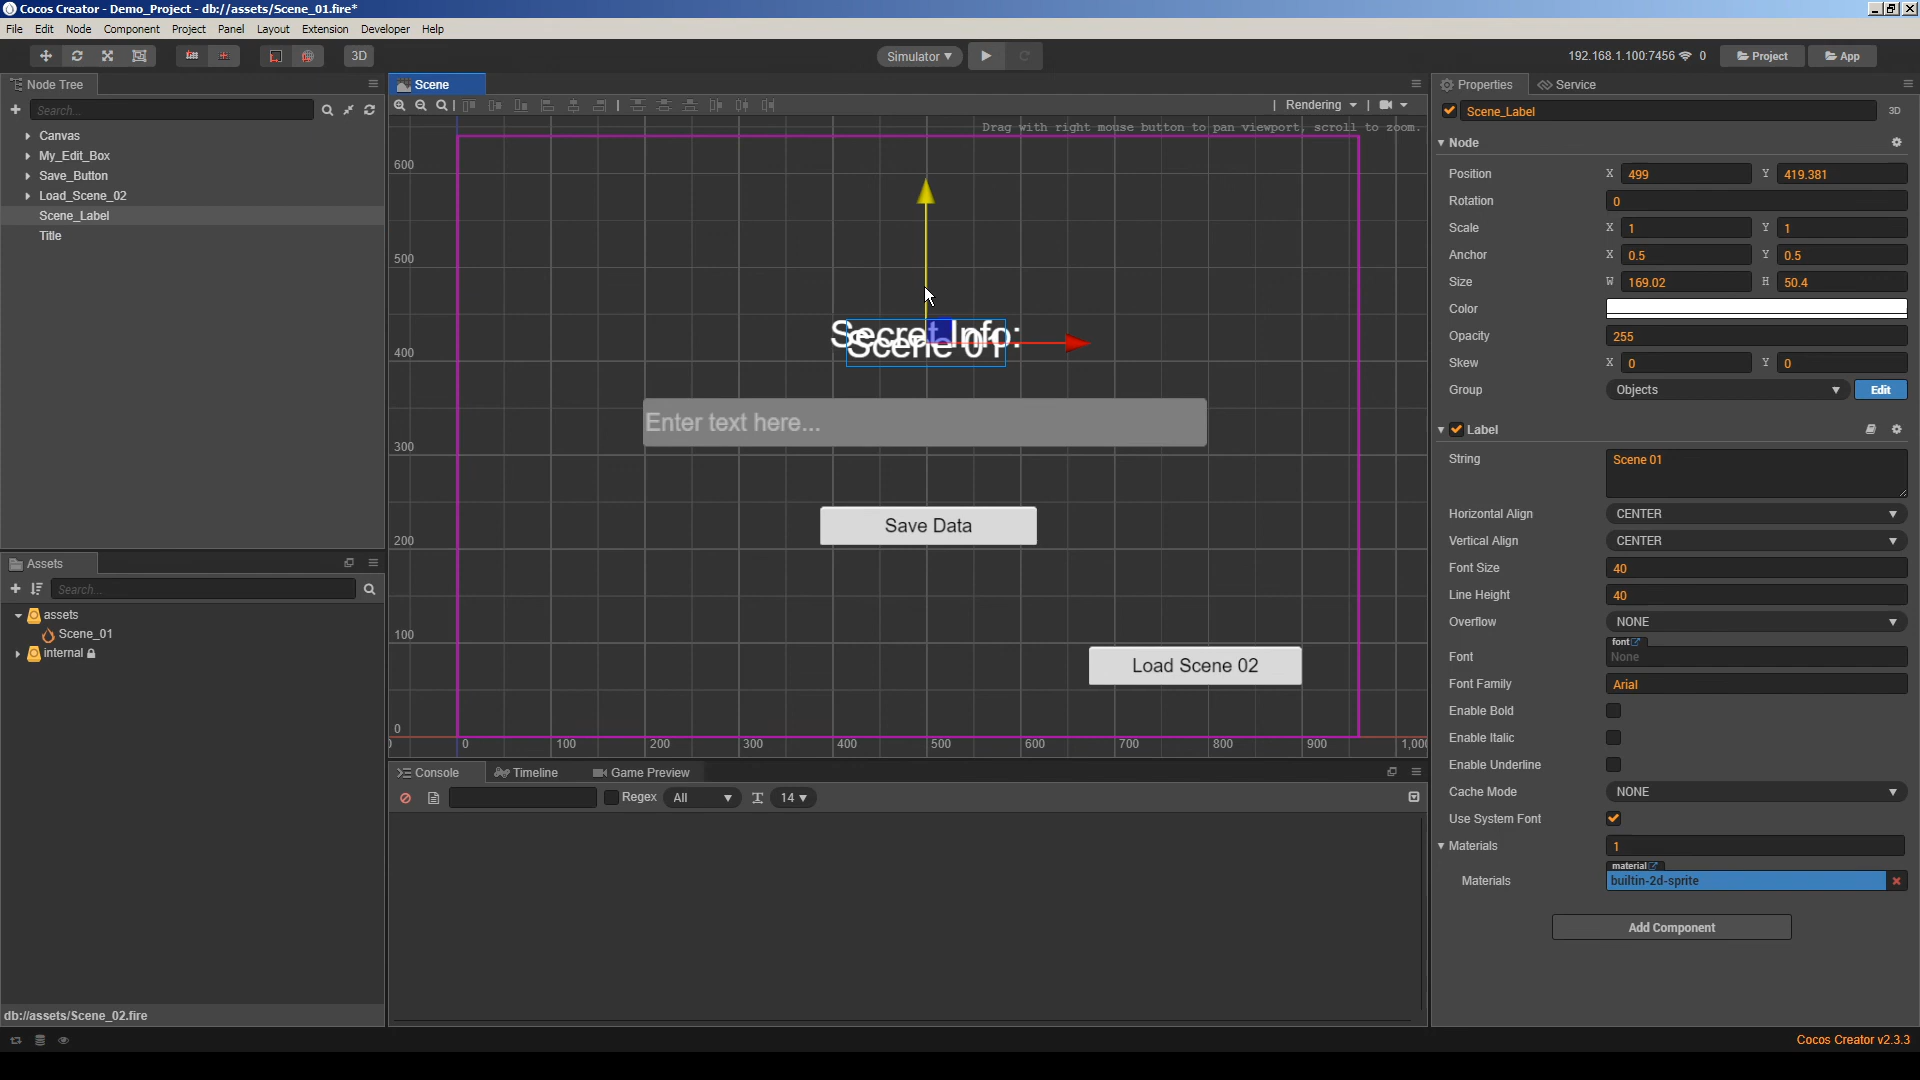 Cocos Creator - Demo_Project - db://assets/Scene_01.fire*
File Edit Node Component Project Panel Layout Extension Developer Help
3D Simulator 192.168.1.100:7456 0 Project App
Node Tree
Search...
Canvas
My_Edit_Box
Save_Button
Load_Scene_02
Scene_Label
Title
Assets
Search...
assets
Scene_01
internal
db://assets/Scene_02.fire
Scene
Rendering
Drag with right mouse button to pan viewport, scroll to zoom.
600
500
400
300
200
100
0
Secret Info:
Scene 01
Enter text here...
Save Data
Load Scene 02
0 100 200 300 400 500 600 700 800 900
Console Timeline Game Preview
Regex All 14
Properties Service
Scene_Label 3D
Node
Position X 499 Y 419.381
Rotation 0
Scale X 1 Y 1
Anchor X 0.5 Y 0.5
Size W 169.02 H 50.4
Color
Opacity 255
Skew X 0 Y 0
Group Objects Edit
Label
String Scene 01
Horizontal Align CENTER
Vertical Align CENTER
Font Size 40
Line Height 40
Overflow NONE
font
Font None
Font Family Arial
Enable Bold
Enable Italic
Enable Underline
Cache Mode NONE
Use System Font
Materials 1
material
Materials builtin-2d-sprite
Add Component
Cocos Creator v2.3.3